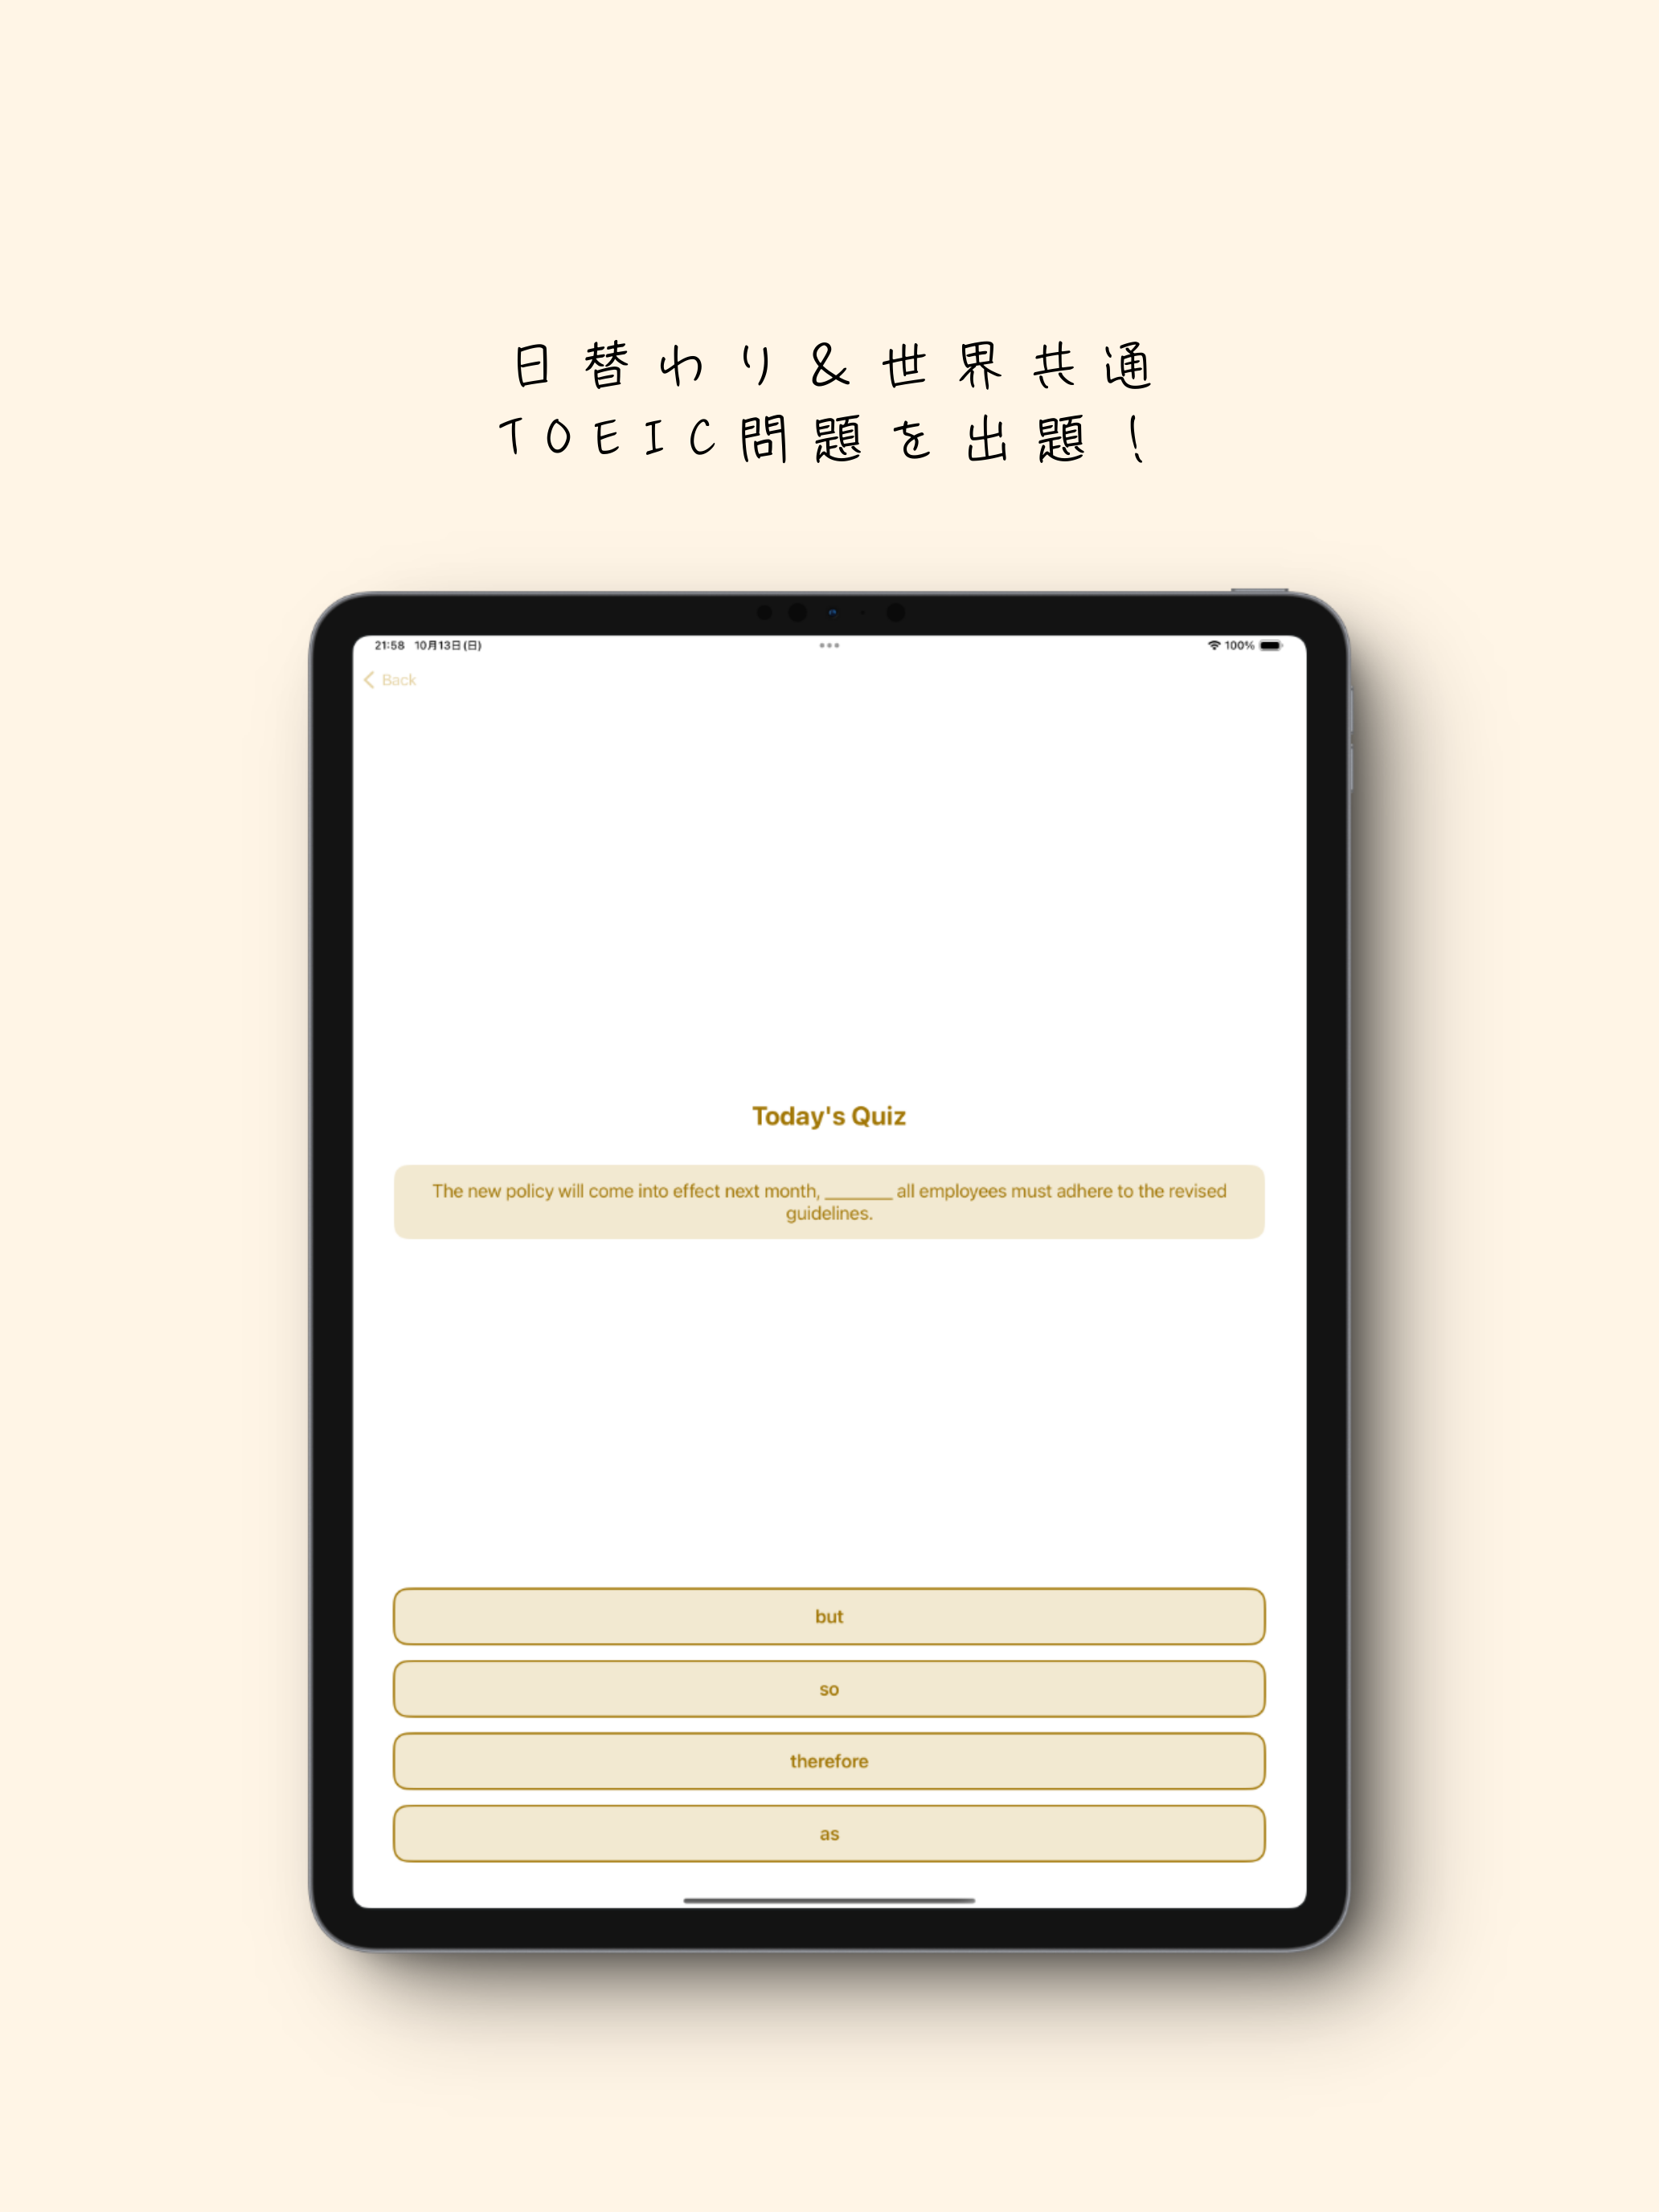 日替わり&世界共通
TOEIC問題を出題！
21:58 10月13日(日)
100%
Back
Today's Quiz
The new policy will come into effect next month, _______ all employees must adhere to the revised
guidelines.
but
so
therefore
as